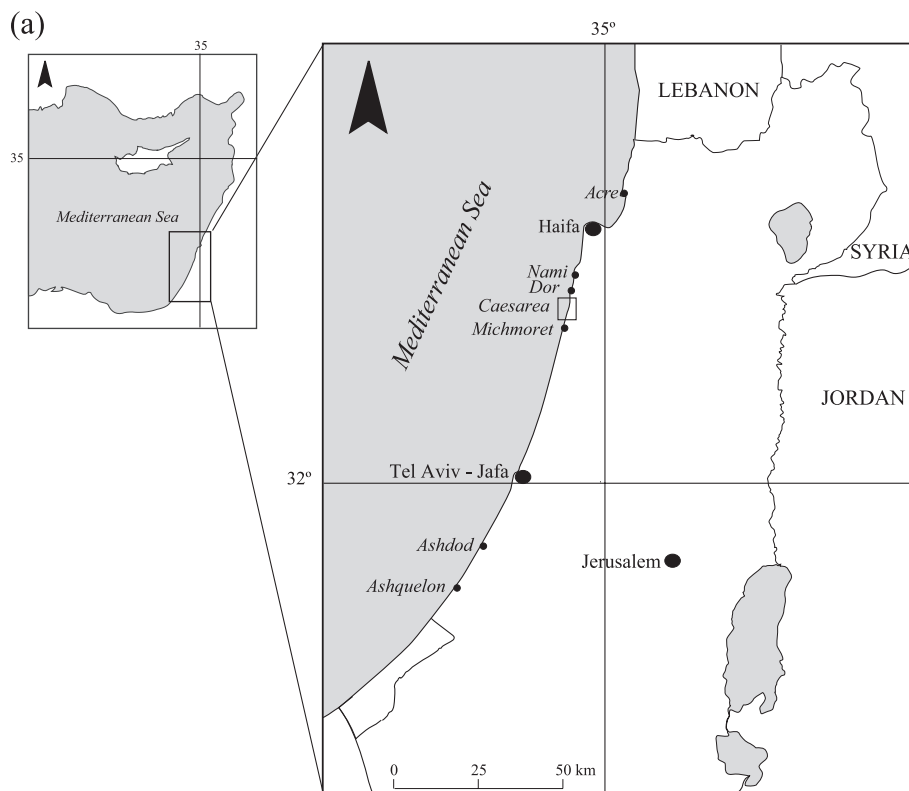 (a)
35
35
Mediterranean Sea
35º
LEBANON
Acre
Haifa
SYRIA
Nami
Dor
Caesarea
Michmoret
Mediterranean Sea
JORDAN
Tel Aviv - Jafa
32º
Ashdod
Jerusalem
Ashquelon
0 25 50 km